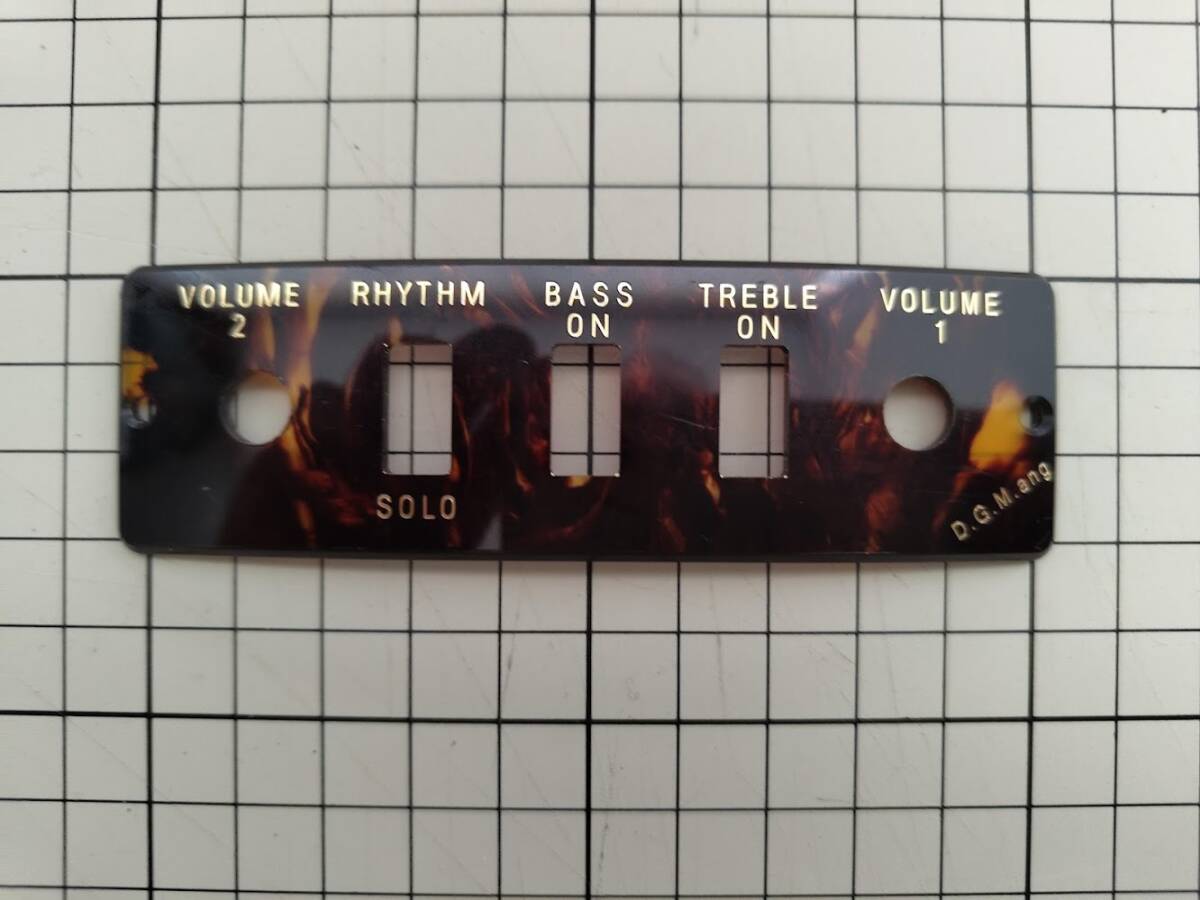 VOLUME
2
RHYTHM
SOLO
BASS
ON
TREBLE
ON
VOLUME
1
D.G.M.ang